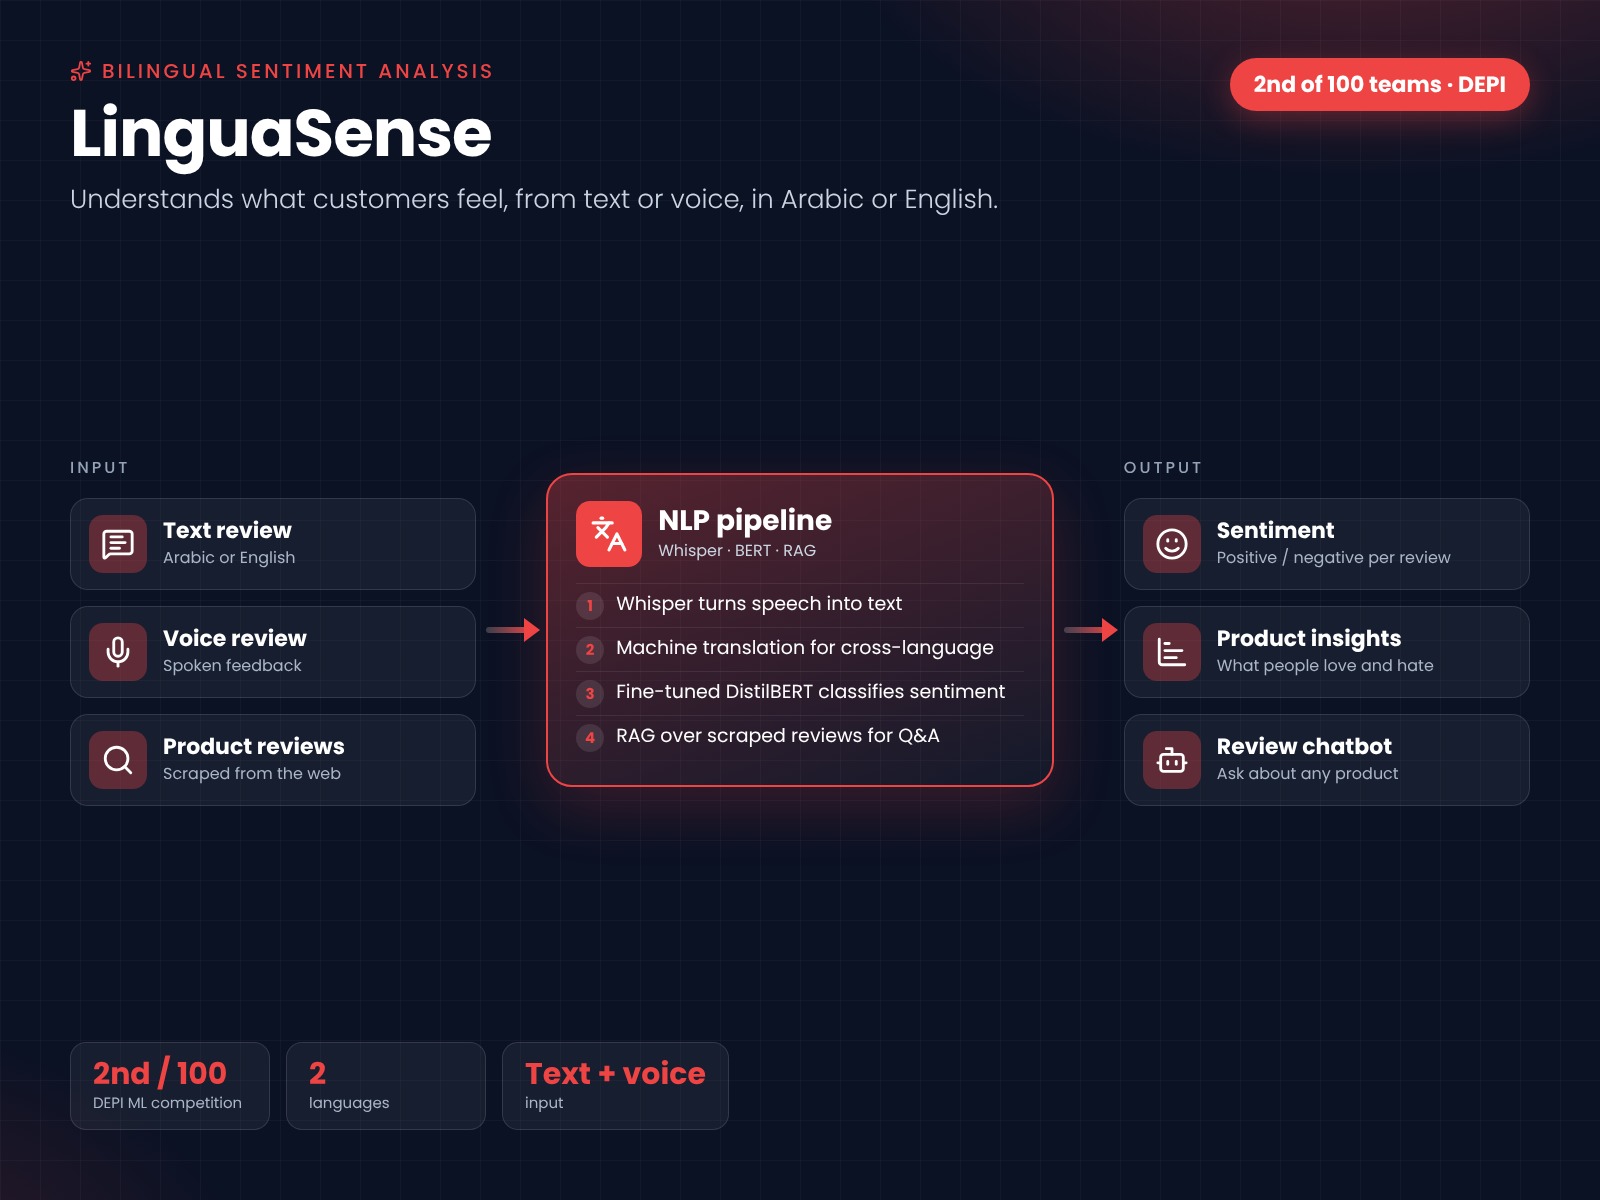 BILINGUAL SENTIMENT ANALYSIS
2nd of 100 teams · DEPI
LinguaSense
Understands what customers feel, from text or voice, in Arabic or English.
INPUT
Text review
Arabic or English
Voice review
Spoken feedback
Product reviews
Scraped from the web
NLP pipeline
Whisper · BERT · RAG
1 Whisper turns speech into text
2 Machine translation for cross-language
3 Fine-tuned DistilBERT classifies sentiment
4 RAG over scraped reviews for Q&A
OUTPUT
Sentiment
Positive / negative per review
Product insights
What people love and hate
Review chatbot
Ask about any product
2nd / 100
DEPI ML competition
2
languages
Text + voice
input